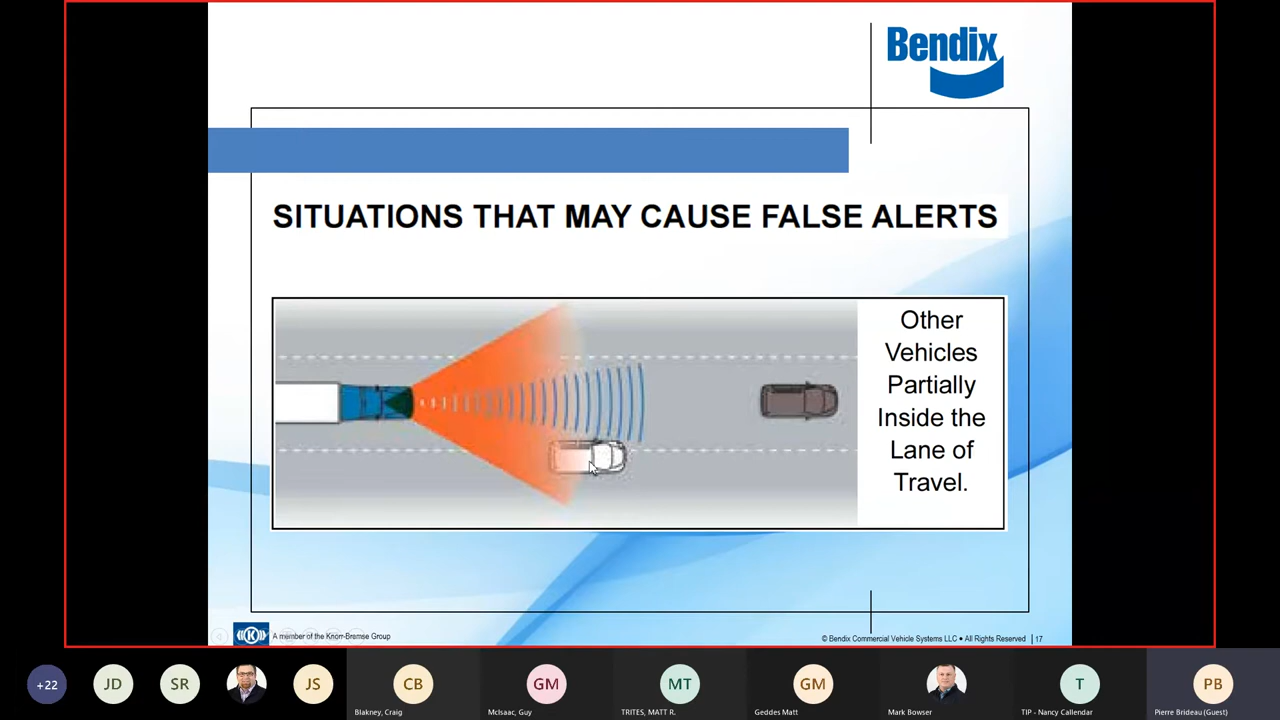 Bendix
SITUATIONS THAT MAY CAUSE FALSE ALERTS
Other
Vehicles
Partially
Inside the
Lane of
Travel.
A member of the Knorr-Bremse Group
© Bendix Commercial Vehicle Systems LLC • All Rights Reserved | 17
+22
JD
SR
JS
CB
GM
MT
GM
T
PB
Blakney, Craig
McIsaac, Guy
TRITES, MATT R.
Geddes Matt
Mark Bowser
TIP - Nancy Callendar
Pierre Brideau (Guest)